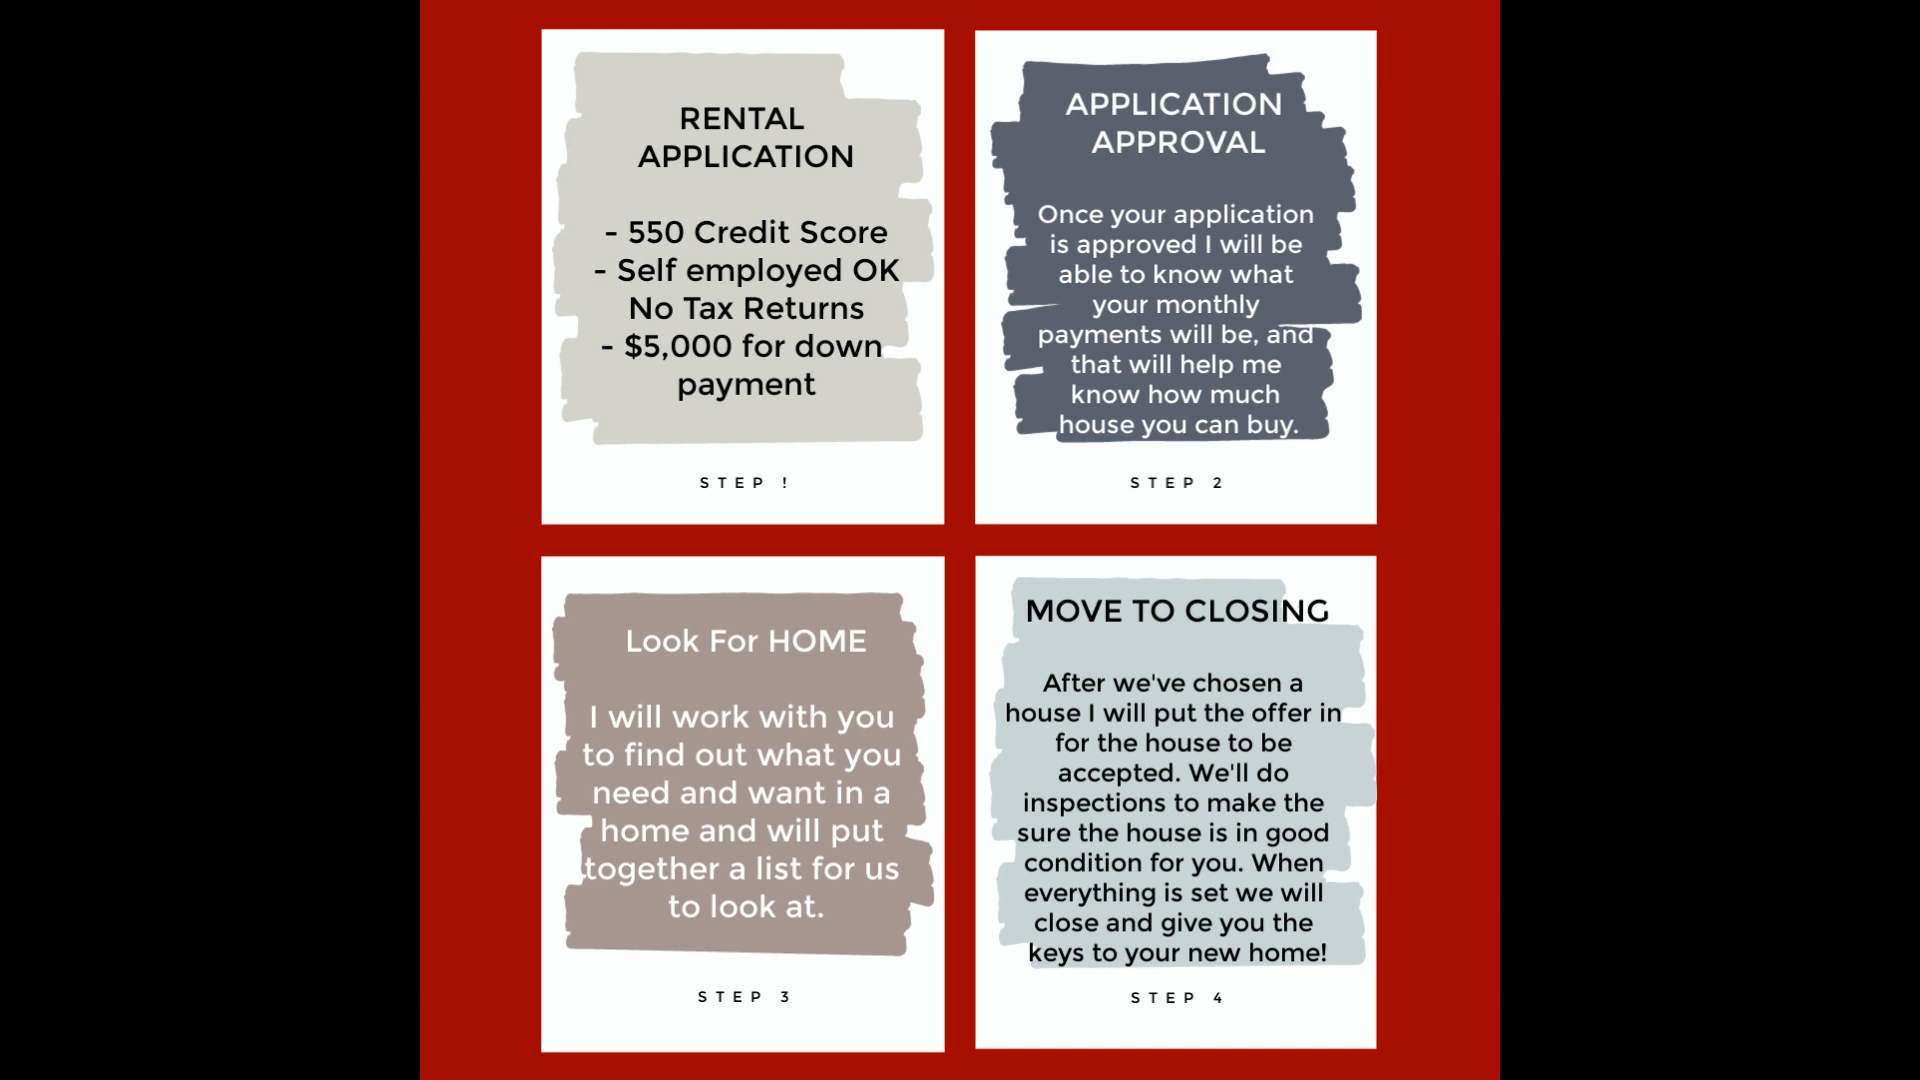 RENTAL
APPLICATION
- 550 Credit Score
- Self employed OK
No Tax Returns
- $5,000 for down
payment
STEP !
APPLICATION
APPROVAL
Once your application
is approved I will be
able to know what
your monthly
payments will be, and
that will help me
know how much
house you can buy.
STEP 2
Look For HOME
I will work with you
to find out what you
need and want in a
home and will put
together a list for us
to look at.
STEP 3
MOVE TO CLOSING
After we've chosen a
house I will put the offer in
for the house to be
accepted. We'll do
inspections to make the
sure the house is in good
condition for you. When
everything is set we will
close and give you the
keys to your new home!
STEP 4